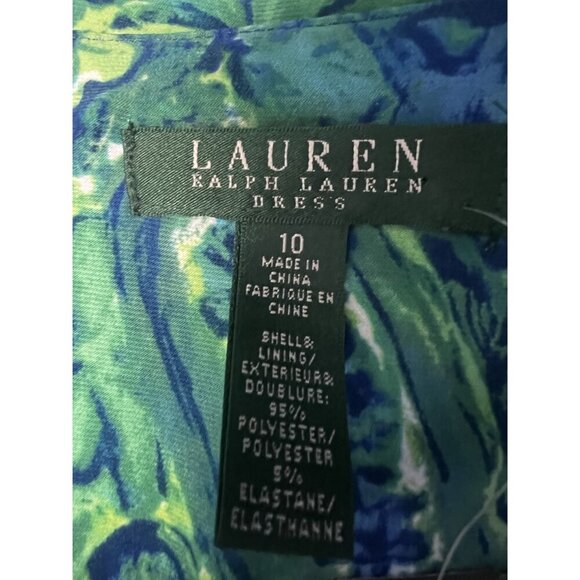 LAUREN
RALPH LAUREN
DRESS
10
MADE IN
CHINA
FABRIQUE EN
CHINE
SHELL&
LINING/
EXTERIEUR&
DOUBLURE:
95%
POLYESTER/
POLYESTER
5%
ELASTANE/
ELASTHANNE